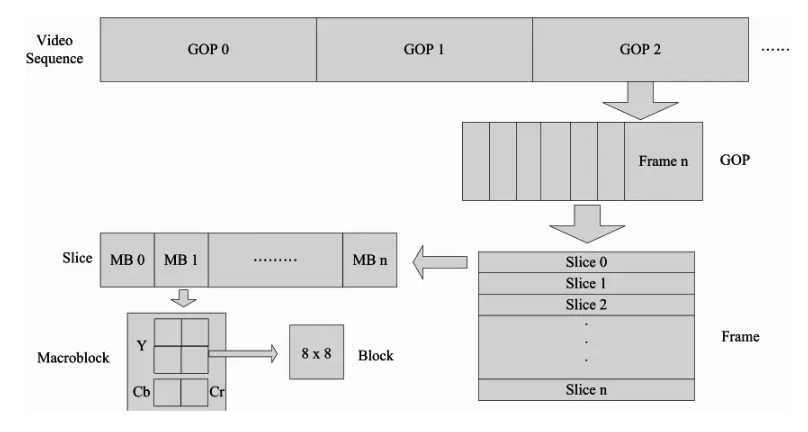 Video
Sequence
GOP 0
GOP 1
GOP 2
......
Frame n
GOP
Slice
MB 0
MB 1
.........
MB n
Slice 0
Slice 1
Slice 2
.
.
.
Slice n
Frame
Macroblock
Y
Cb
Cr
8 x 8
Block